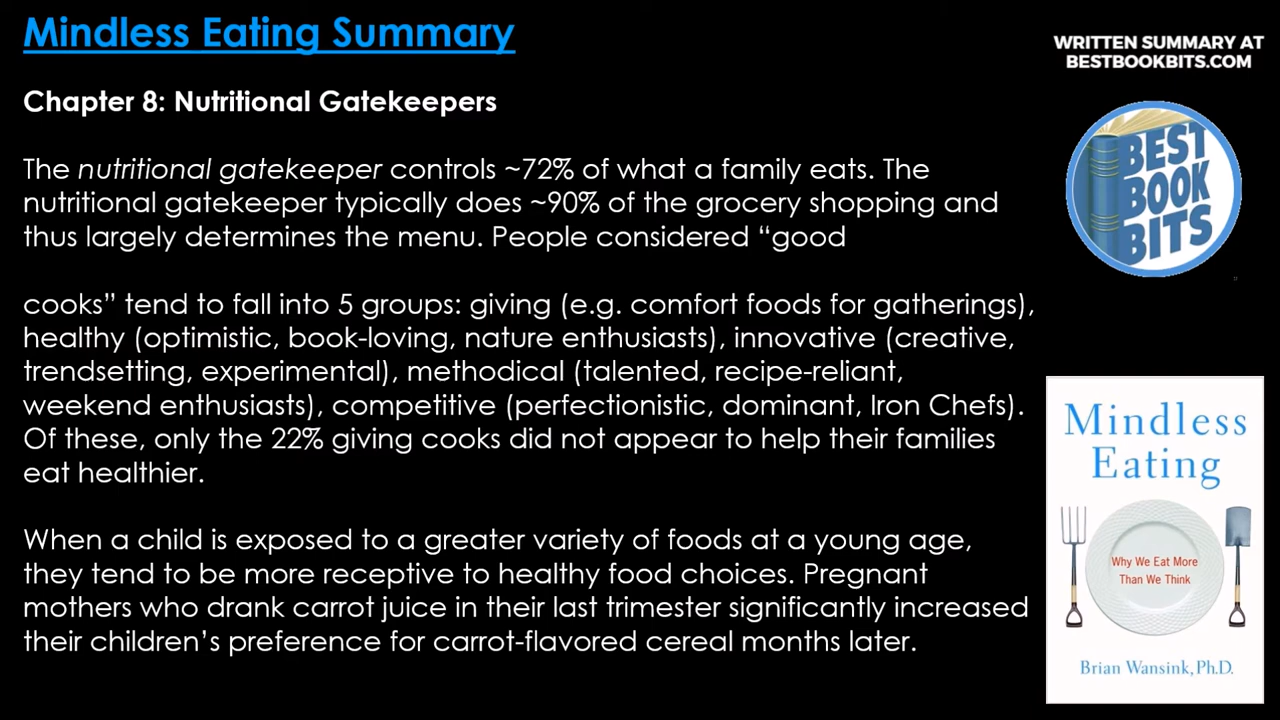 Mindless Eating Summary
WRITTEN SUMMARY AT
BESTBOOKBITS.COM
Chapter 8: Nutritional Gatekeepers
The nutritional gatekeeper controls ~72% of what a family eats. The
nutritional gatekeeper typically does ~90% of the grocery shopping and
thus largely determines the menu. People considered “good
cooks” tend to fall into 5 groups: giving (e.g. comfort foods for gatherings),
healthy (optimistic, book-loving, nature enthusiasts), innovative (creative,
trendsetting, experimental), methodical (talented, recipe-reliant,
weekend enthusiasts), competitive (perfectionistic, dominant, Iron Chefs).
Of these, only the 22% giving cooks did not appear to help their families
eat healthier.
When a child is exposed to a greater variety of foods at a young age,
they tend to be more receptive to healthy food choices. Pregnant
mothers who drank carrot juice in their last trimester significantly increased
their children’s preference for carrot-flavored cereal months later.
BEST
BOOK
BITS
Mindless
Eating
Why We Eat More
Than We Think
Brian Wansink, Ph.D.